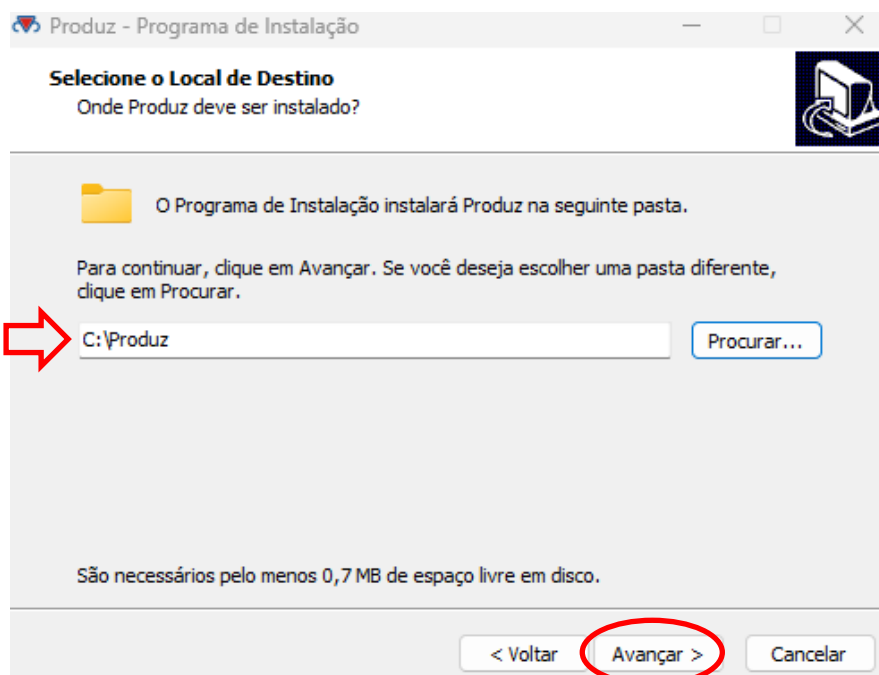 Produz - Programa de Instalação
Selecione o Local de Destino
Onde Produz deve ser instalado?
O Programa de Instalação instalará Produz na seguinte pasta.
Para continuar, clique em Avançar. Se você deseja escolher uma pasta diferente,
clique em Procurar.
C:\Produz
Procurar...
São necessários pelo menos 0,7 MB de espaço livre em disco.
< Voltar
Avançar >
Cancelar